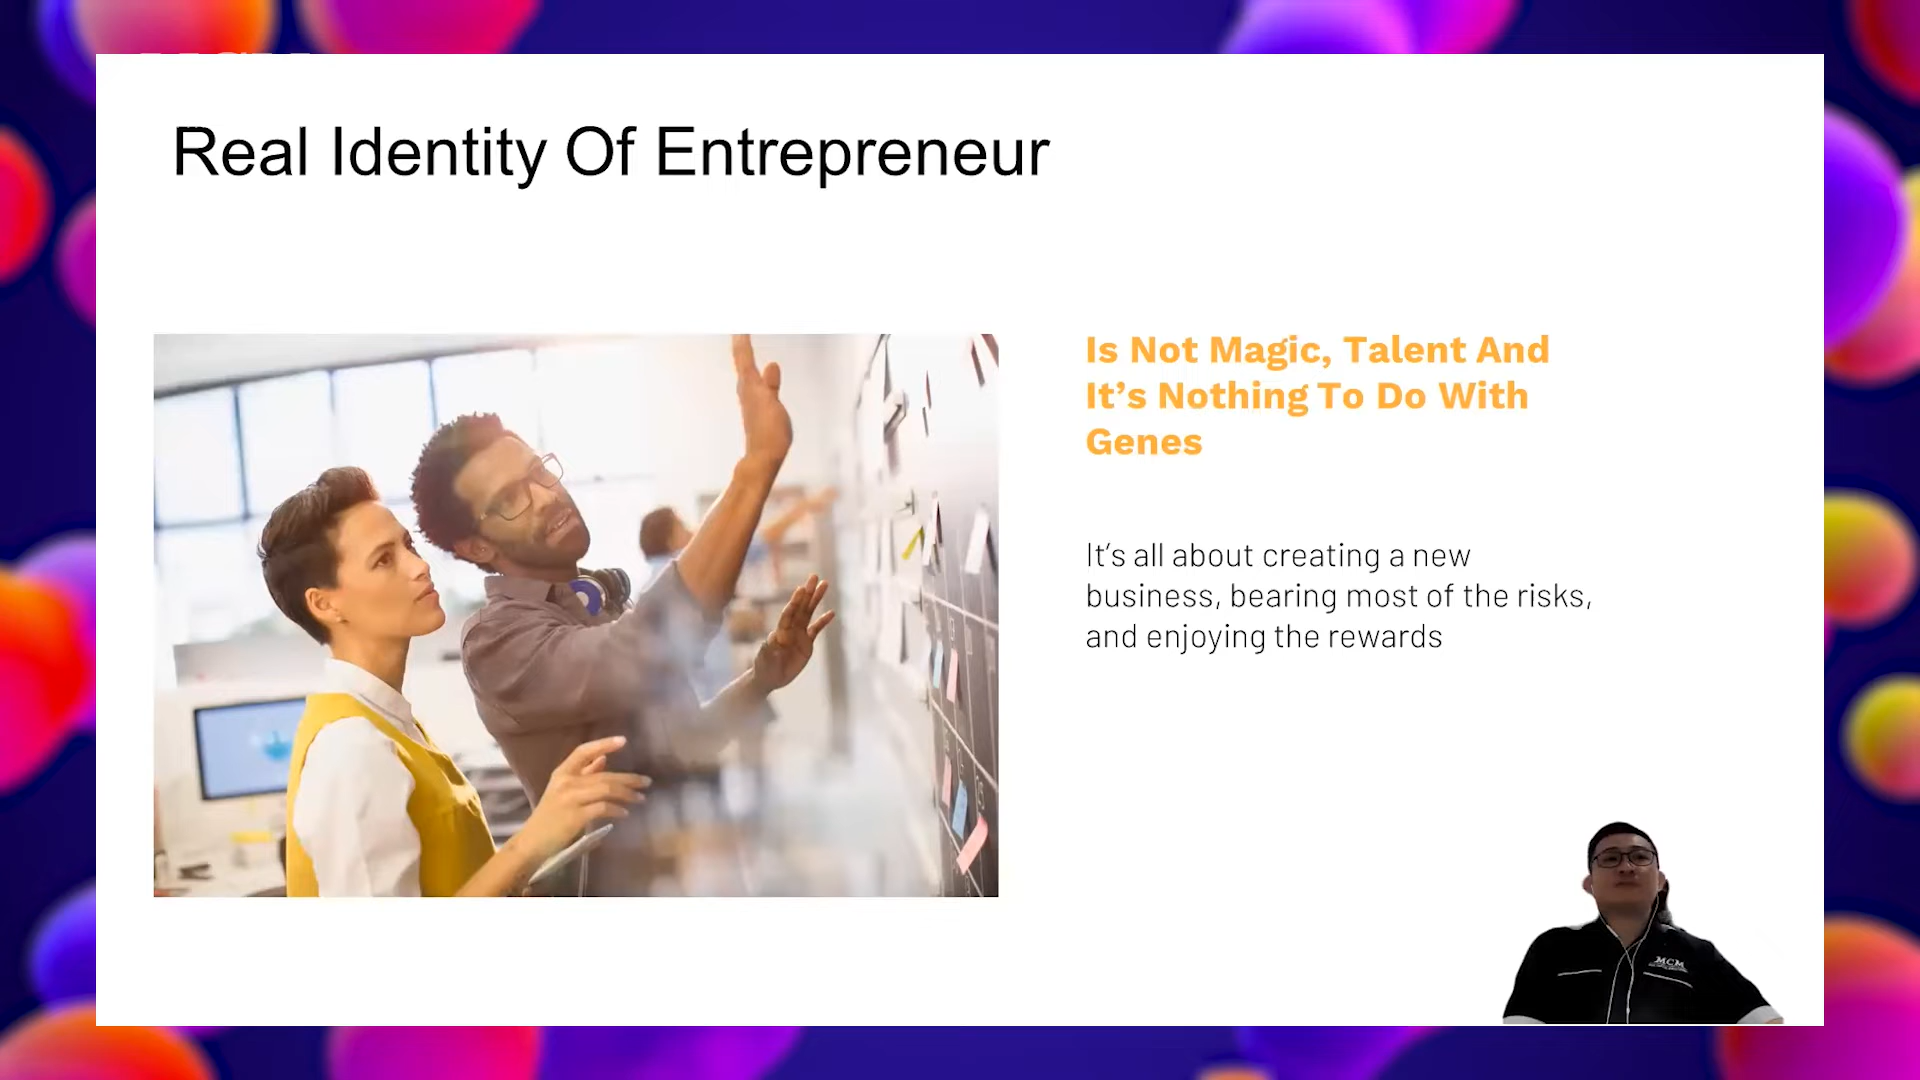 Real Identity Of Entrepreneur
Is Not Magic, Talent And
It’s Nothing To Do With
Genes
It’s all about creating a new
business, bearing most of the risks,
and enjoying the rewards
MCM